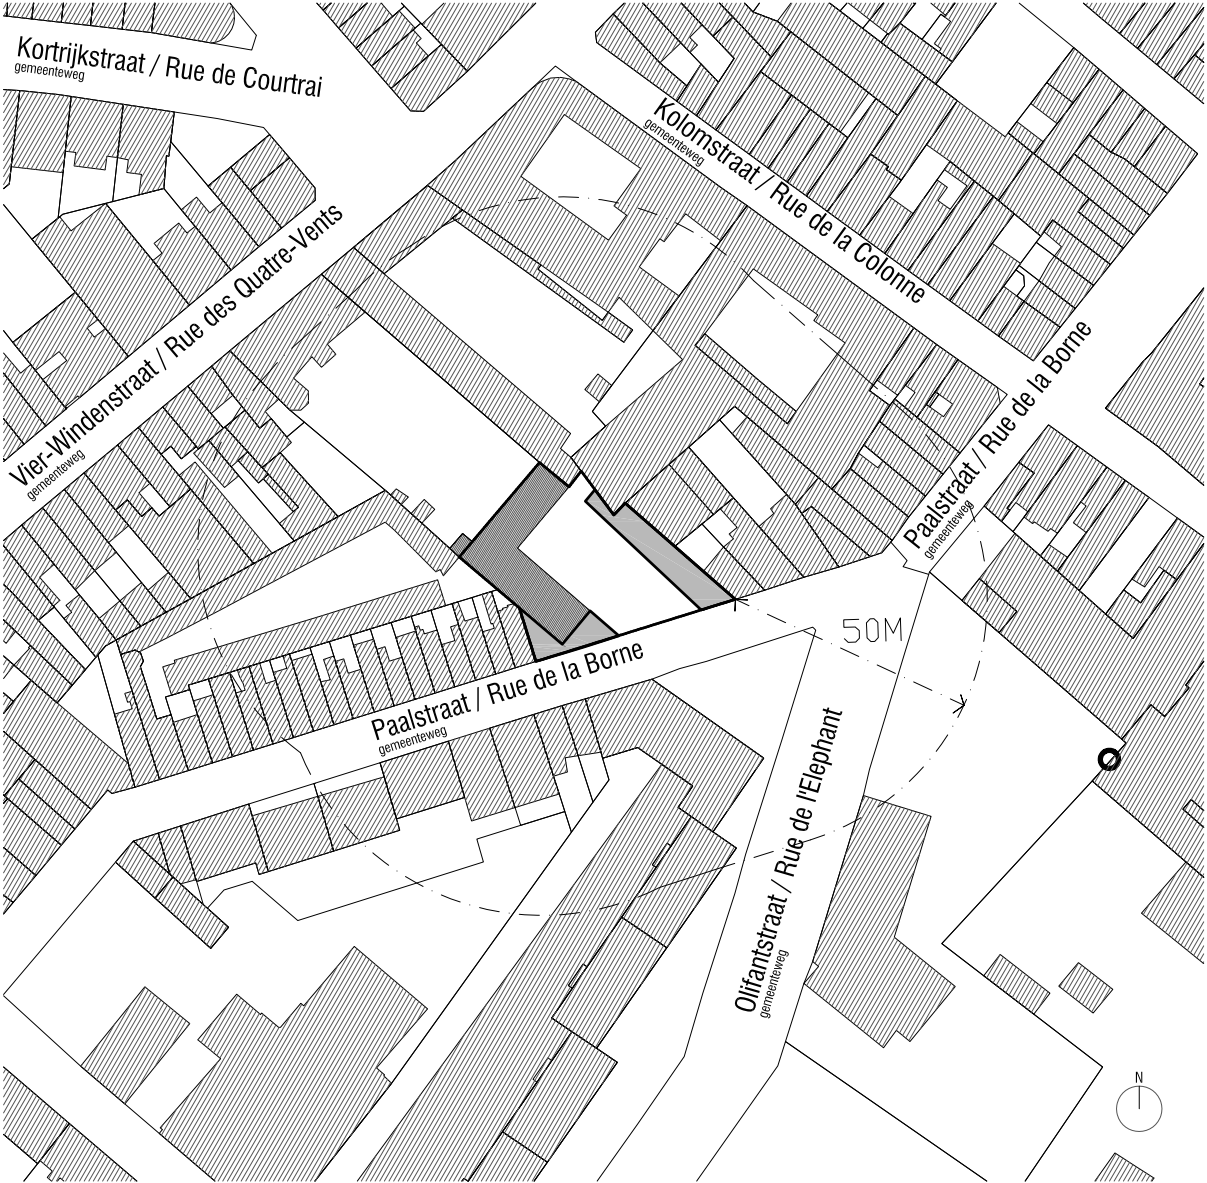 Kortrijkstraat / Rue de Courtrai
gemeenteweg
Kolomstraat / Rue de la Colonne
gemeenteweg
Vier-Windenstraat / Rue des Quatre-Vents
gemeenteweg
Paalstraat / Rue de la Borne
gemeenteweg
50M
Paalstraat / Rue de la Borne
gemeenteweg
Olifantstraat / Rue de l'Elephant
gemeenteweg
N